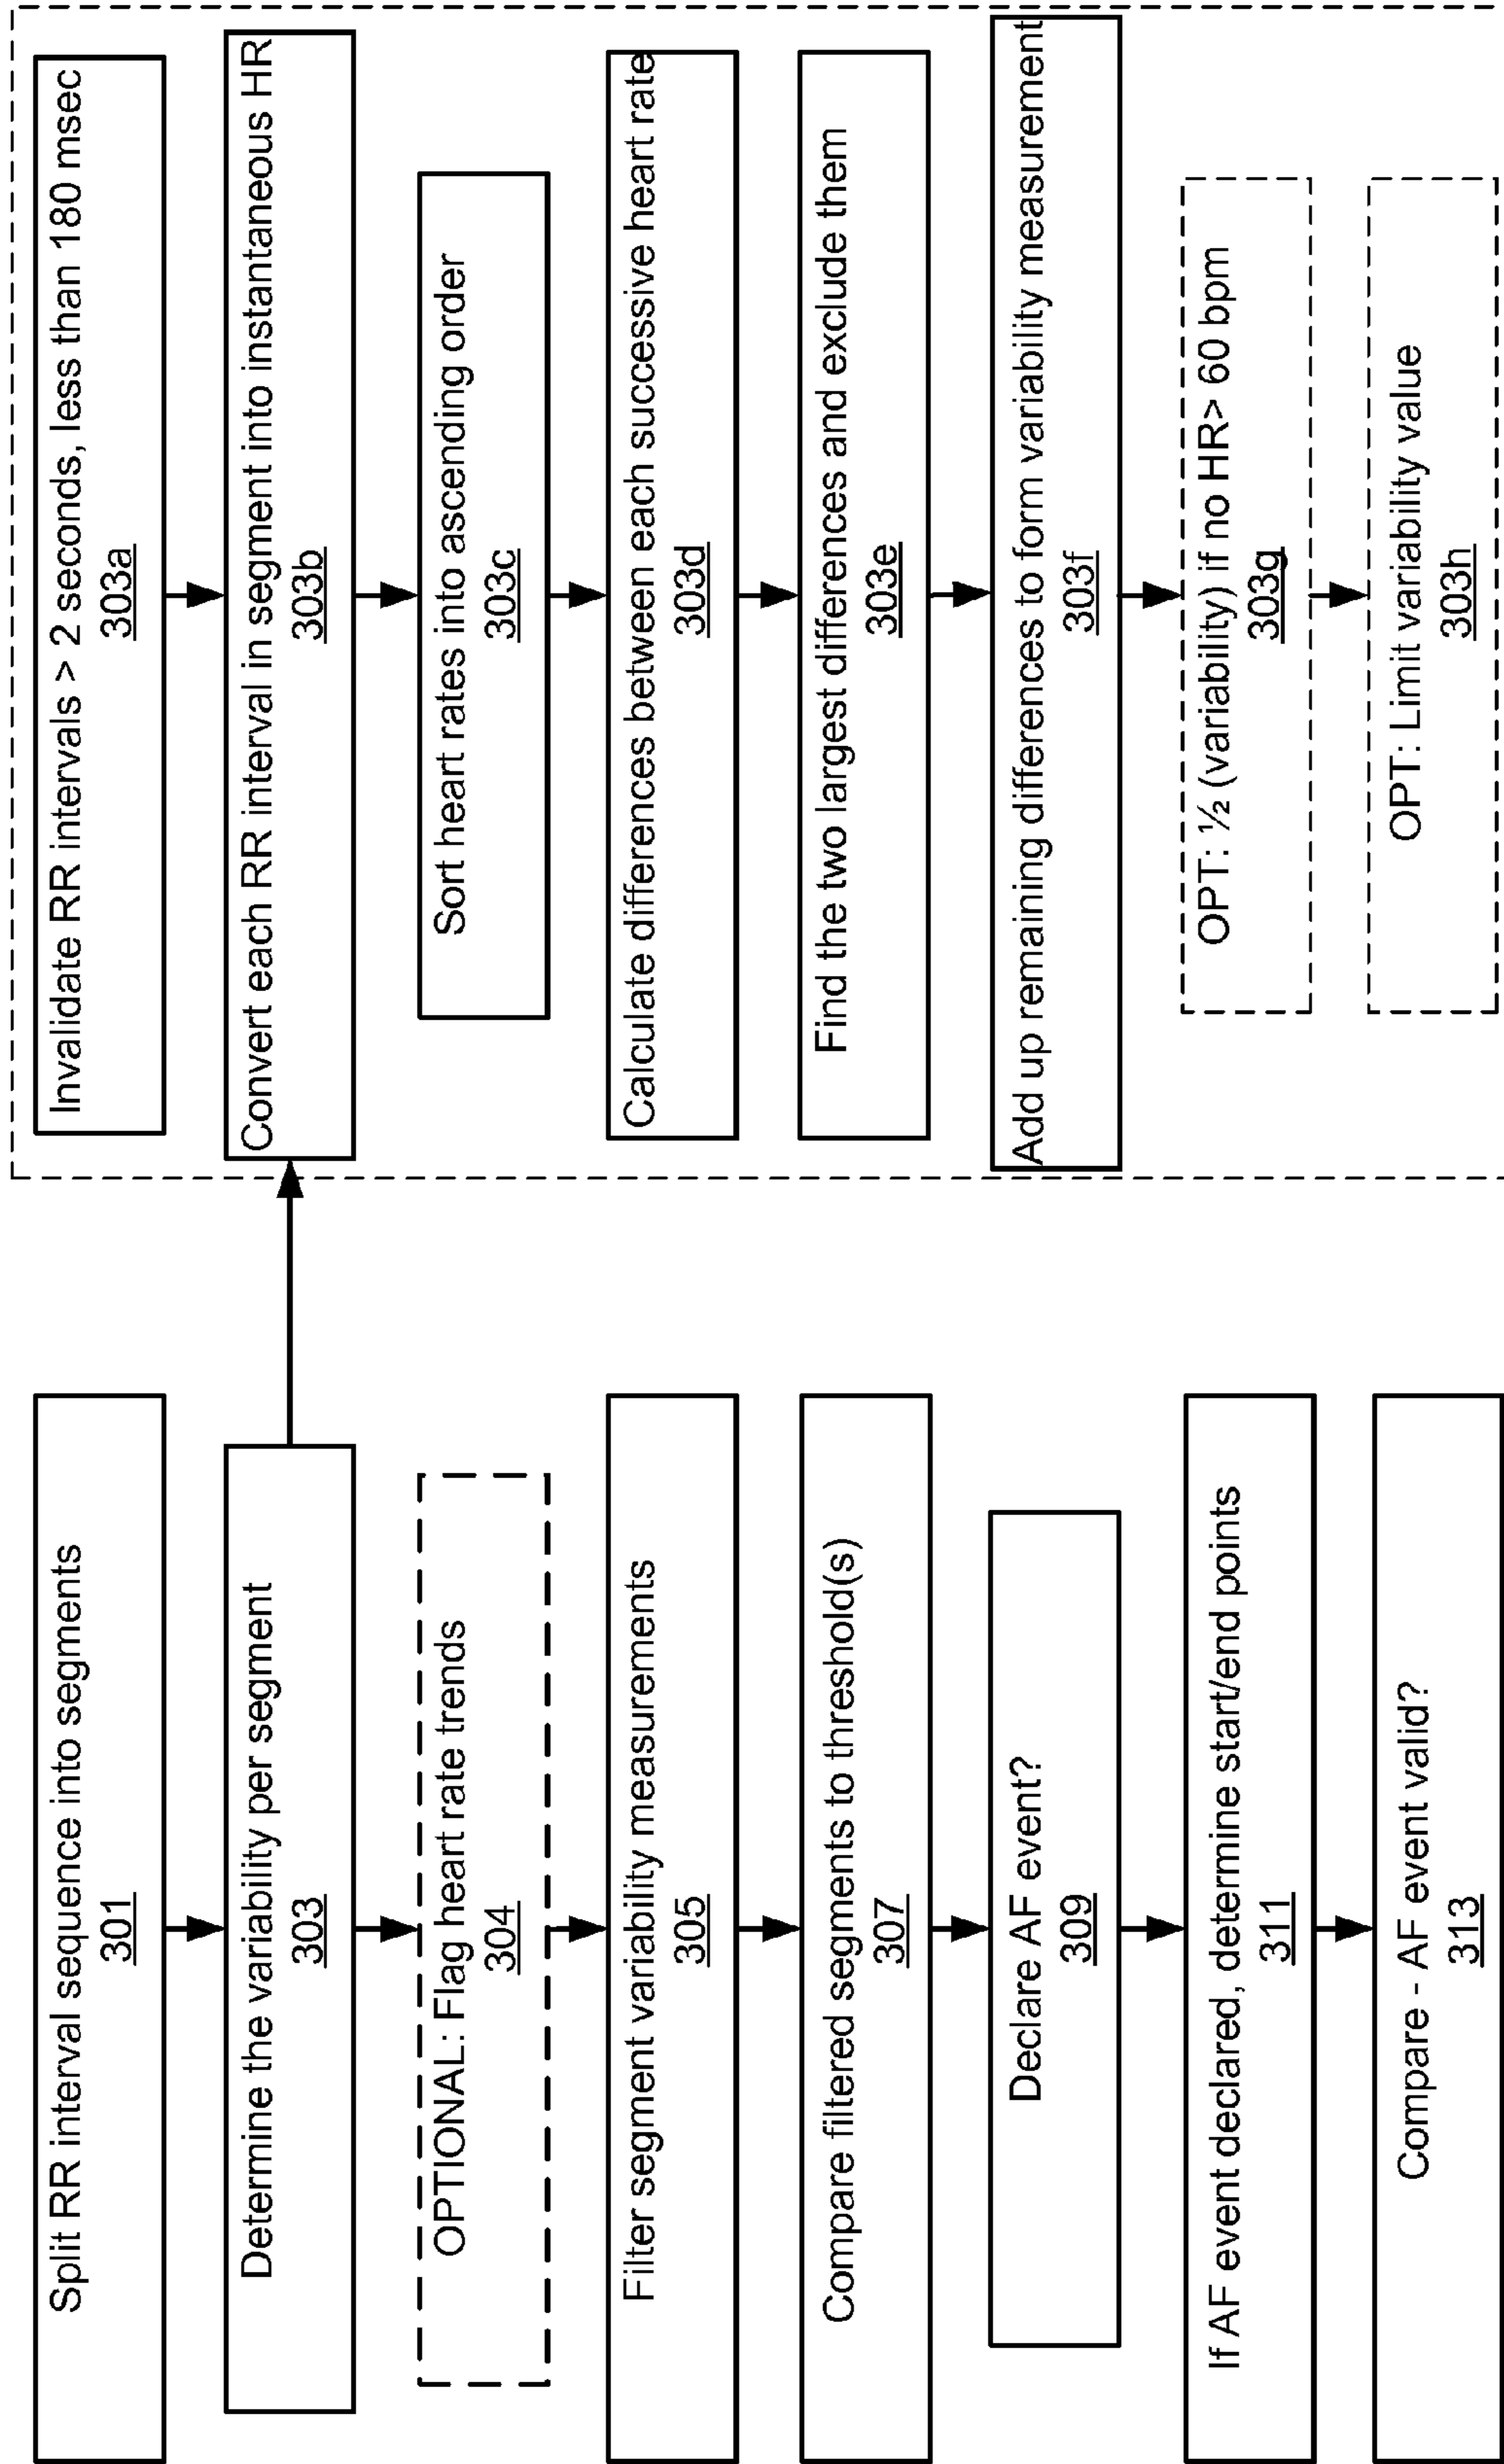 Split RR interval sequence into segments
301
Determine the variability per segment
303
OPTIONAL: Flag heart rate trends
304
Filter segment variability measurements
305
Compare filtered segments to threshold(s)
307
Declare AF event?
309
If AF event declared, determine start/end points
311
Compare - AF event valid?
313
Invalidate RR intervals > 2 seconds, less than 180 msec
303a
Convert each RR interval in segment into instantaneous HR
303b
Sort heart rates into ascending order
303c
Calculate differences between each successive heart rate
303d
Find the two largest differences and exclude them
303e
Add up remaining differences to form variability measurement
303f
OPT: ½ (variability) if no HR> 60 bpm
303g
OPT: Limit variability value
303h